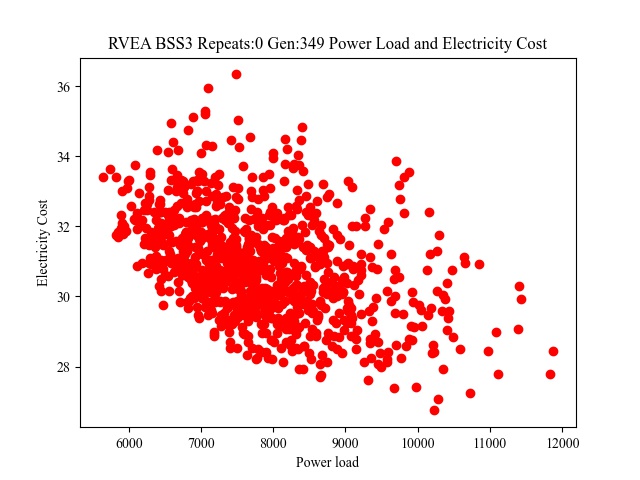 RVEA BSS3 Repeats:0 Gen:349 Power Load and Electricity Cost
36
34
32
30
28
Electricity Cost
6000 7000 8000 9000 10000 11000 12000
Power load